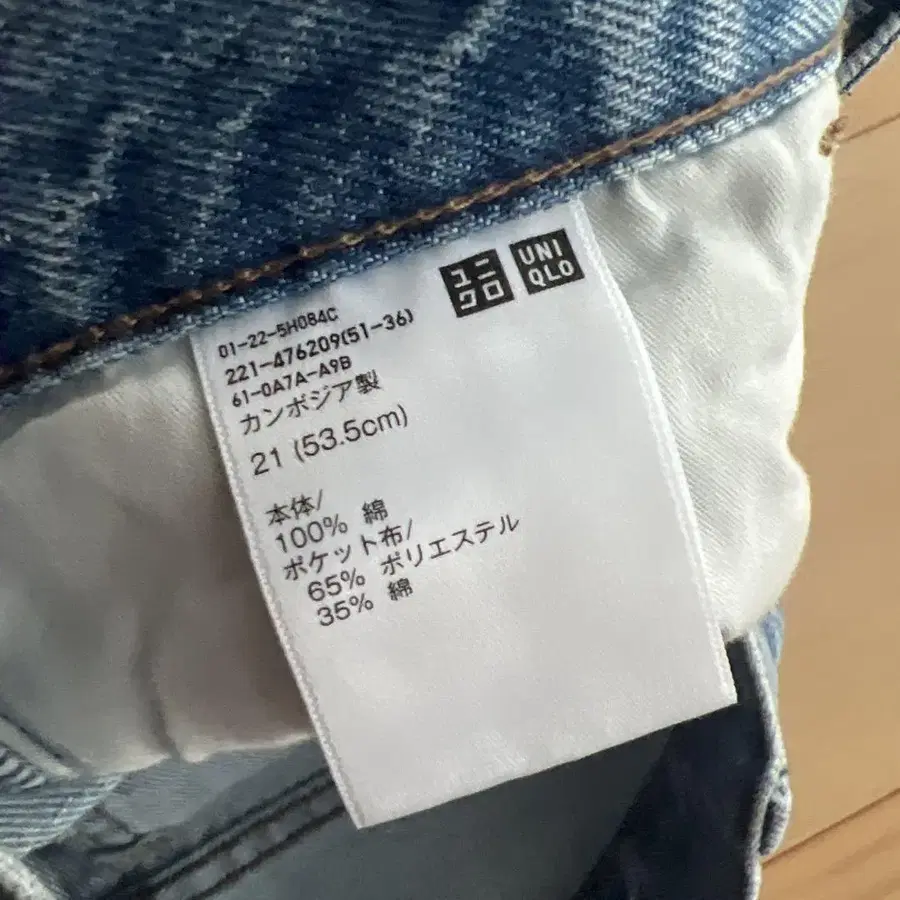 ユニ
クロ
UNI
QLO
01-22-5H084C
221-476209(51-36)
61-0A7A-A9B
カンボジア製
21 (53.5cm)
本体/
100% 綿
ポケット布/
65% ポリエステル
35% 綿